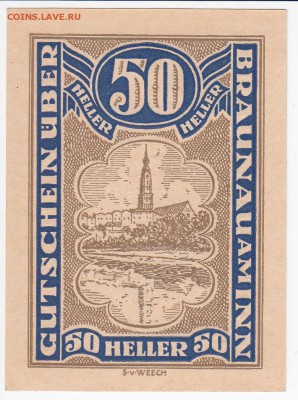 COINS.LAVE.RU
50
HELLER HELLER
GUTSCHEIN ÜBER
BRAUNAU AM INN
50 HELLER 50
S·v·WEECH